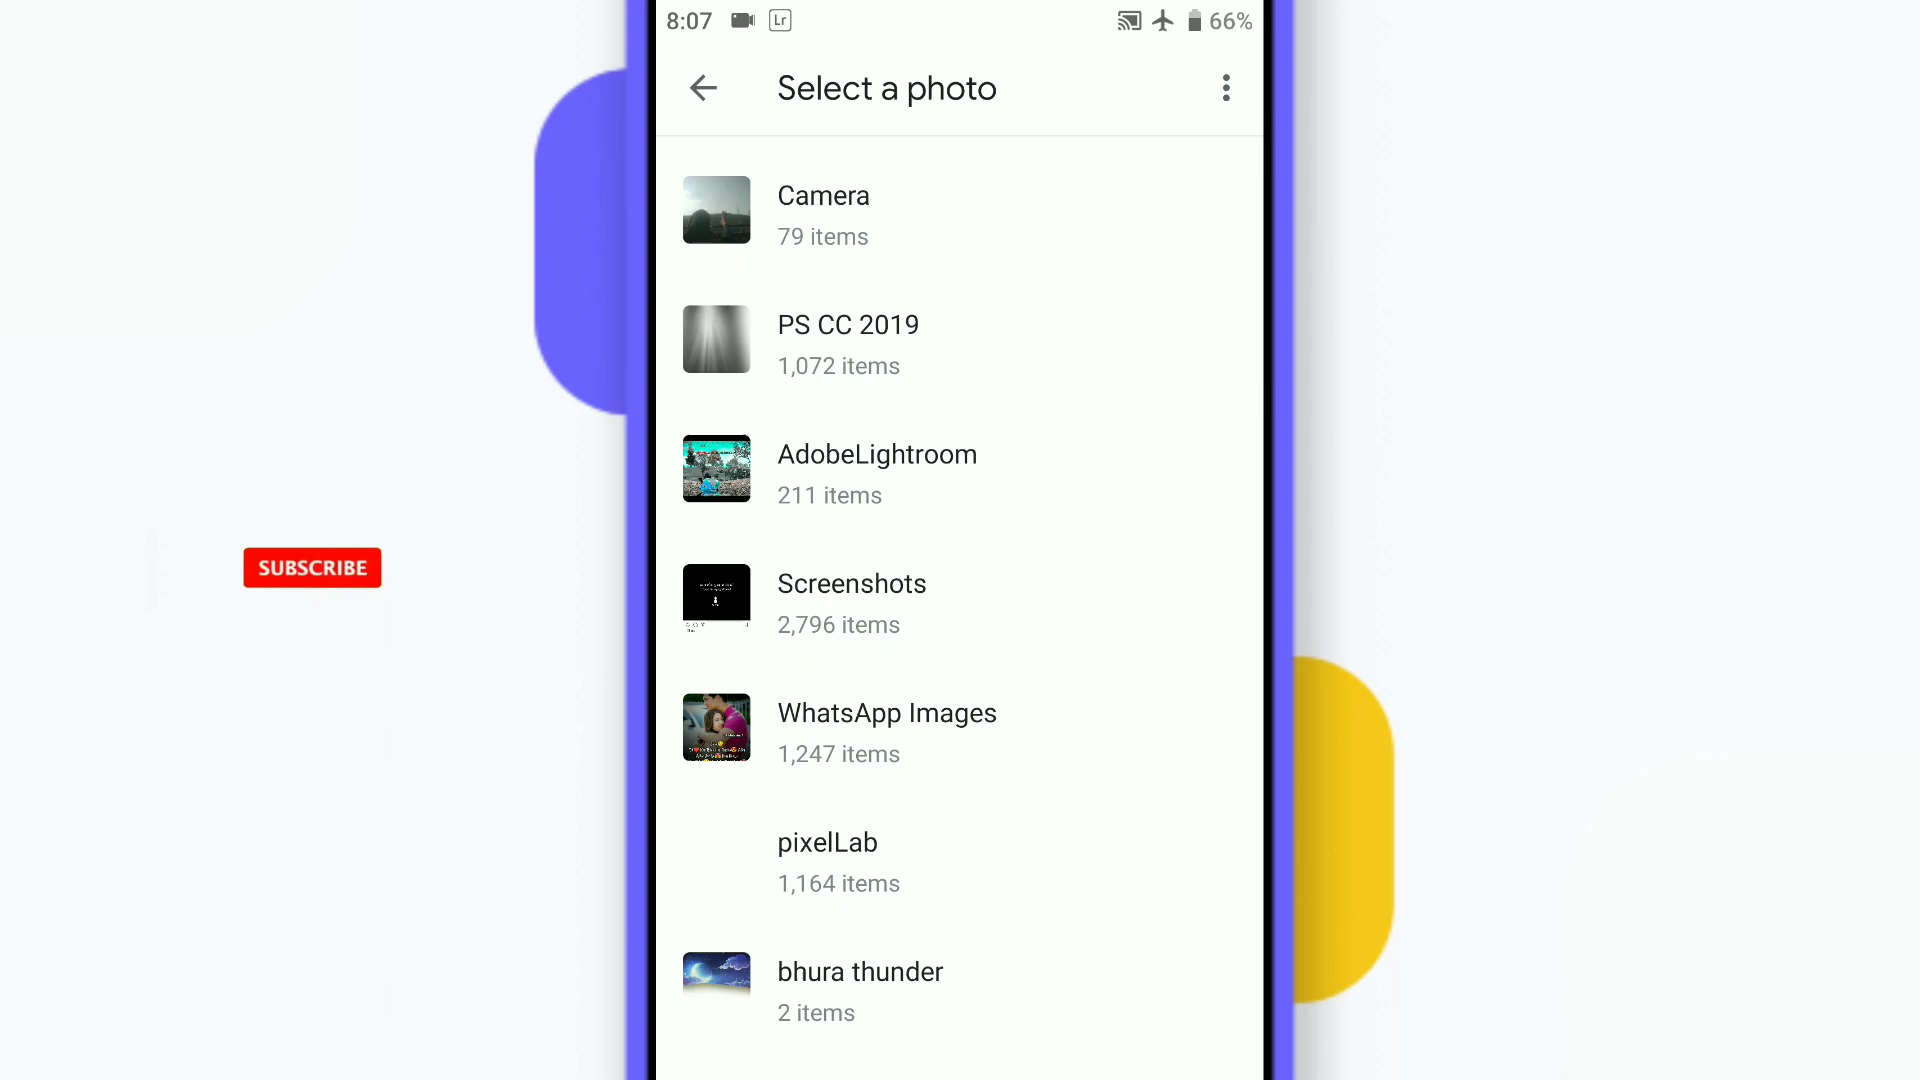 8:07 Lr 66%
Select a photo
Camera
79 items
PS CC 2019
1,072 items
AdobeLightroom
211 items
Screenshots
2,796 items
SUBSCRIBE
WhatsApp Images
1,247 items
pixelLab
1,164 items
bhura thunder
2 items